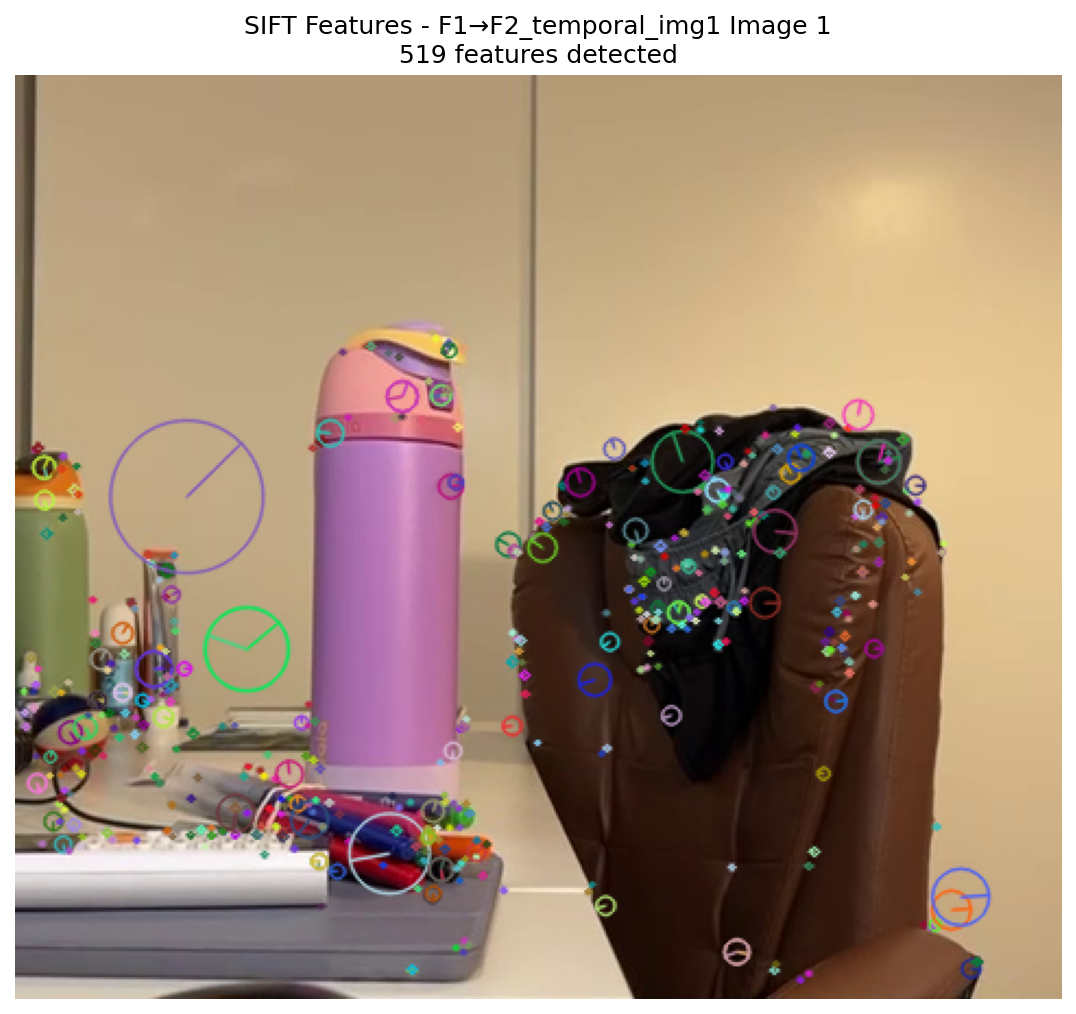 SIFT Features - F1→F2_temporal_img1 Image 1
519 features detected